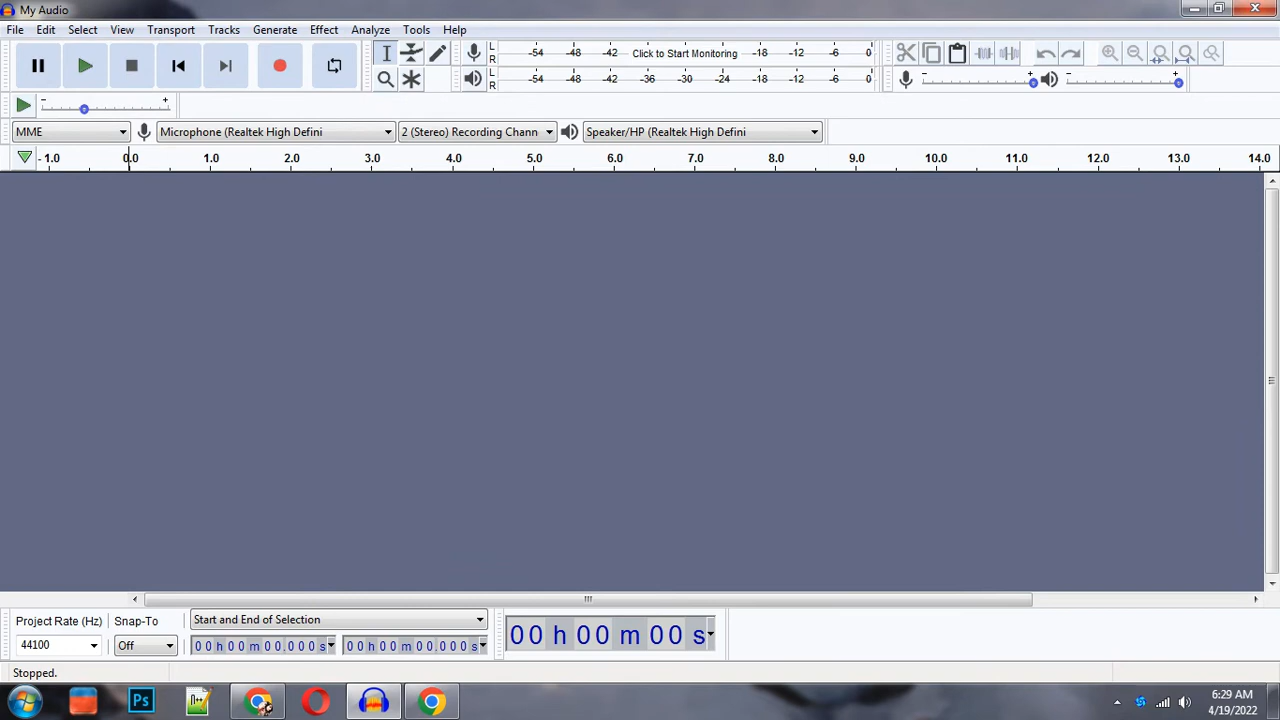 My Audio
File Edit Select View Transport Tracks Generate Effect Analyze Tools Help
L R -54 -48 -42 Click to Start Monitoring -18 -12 -6 0
L R -54 -48 -42 -36 -30 -24 -18 -12 -6 0
- + - +
- +
MME Microphone (Realtek High Defini 2 (Stereo) Recording Chann Speaker/HP (Realtek High Defini
- 1.0 0.0 1.0 2.0 3.0 4.0 5.0 6.0 7.0 8.0 9.0 10.0 11.0 12.0 13.0 14.0
Project Rate (Hz) Snap-To Start and End of Selection
44100 Off 00 h 00 m 00.000 s 00 h 00 m 00.000 s 00 h 00 m 00 s
Stopped.
Ps n++ 6:29 AM
4/19/2022